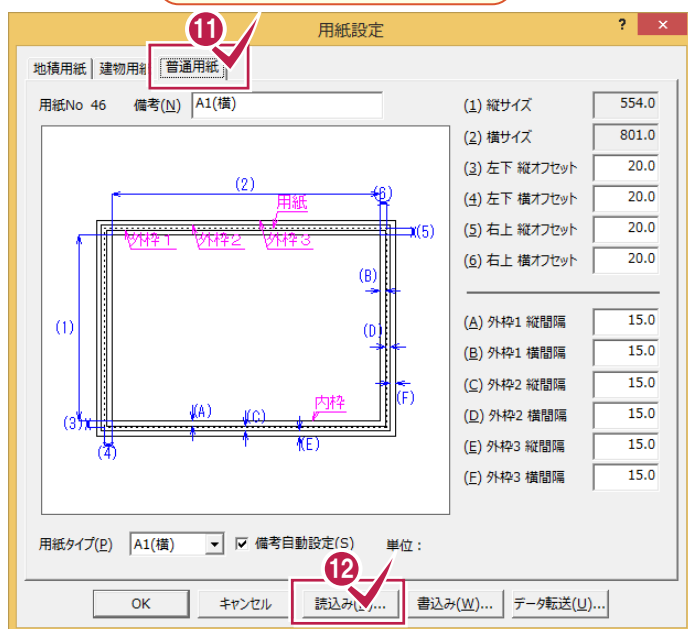 ⑪
用紙設定
? ×
地積用紙 建物用紙 普通用紙
用紙No 46 備考(N) A1(横)
(1) 縦サイズ 554.0
(2) 横サイズ 801.0
(3) 左下 縦オフセット 20.0
(4) 左下 横オフセット 20.0
(5) 右上 縦オフセット 20.0
(6) 右上 横オフセット 20.0
(A) 外枠1 縦間隔 15.0
(B) 外枠1 横間隔 15.0
(C) 外枠2 縦間隔 15.0
(D) 外枠2 横間隔 15.0
(E) 外枠3 縦間隔 15.0
(F) 外枠3 横間隔 15.0
(2)
(6)
用紙
(5)
外枠1 外枠2 外枠3
(B)
(1)
(D)
(F)
内枠
(A) (C)
(3)
(E)
(4)
用紙タイプ(P) A1(横) 備考自動設定(S) 単位 :
⑫
OK キャンセル 読込み()... 書込み(W)... データ転送(U)...